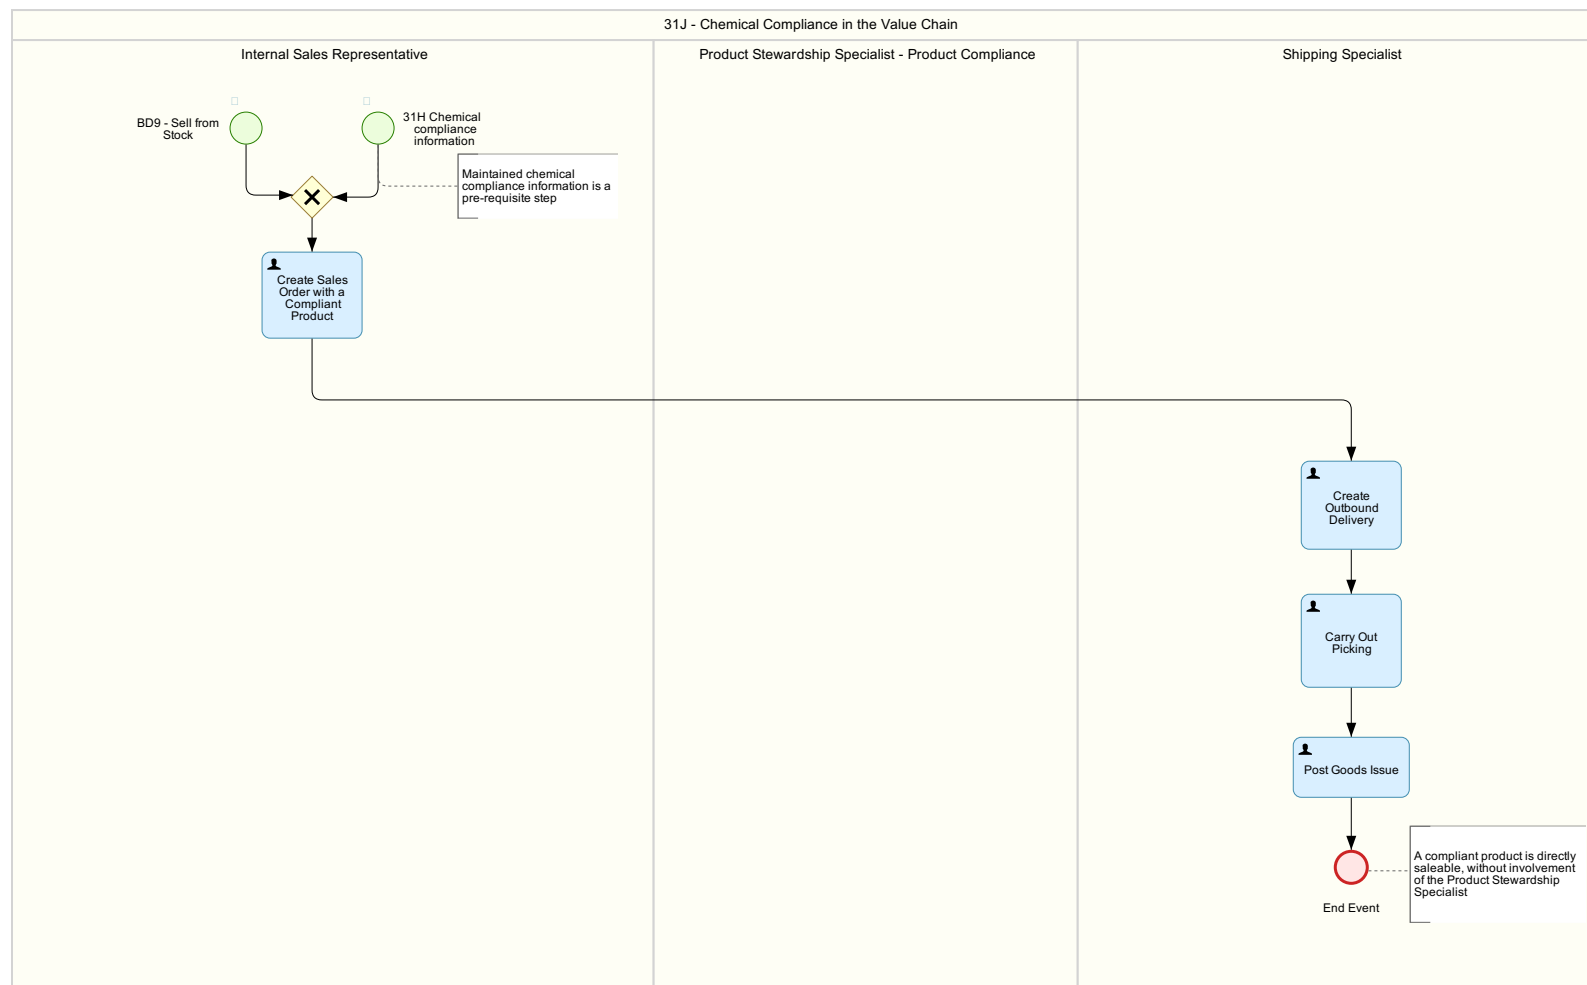 31J - Chemical Compliance in the Value Chain
Internal Sales Representative
Product Stewardship Specialist - Product Compliance
Shipping Specialist
BD9 - Sell from
Stock
31H Chemical
compliance
information
Maintained chemical
compliance information is a
pre-requisite step
Create Sales
Order with a
Compliant
Product
Create
Outbound
Delivery
Carry Out
Picking
Post Goods Issue
A compliant product is directly
saleable, without involvement
of the Product Stewardship
Specialist
End Event